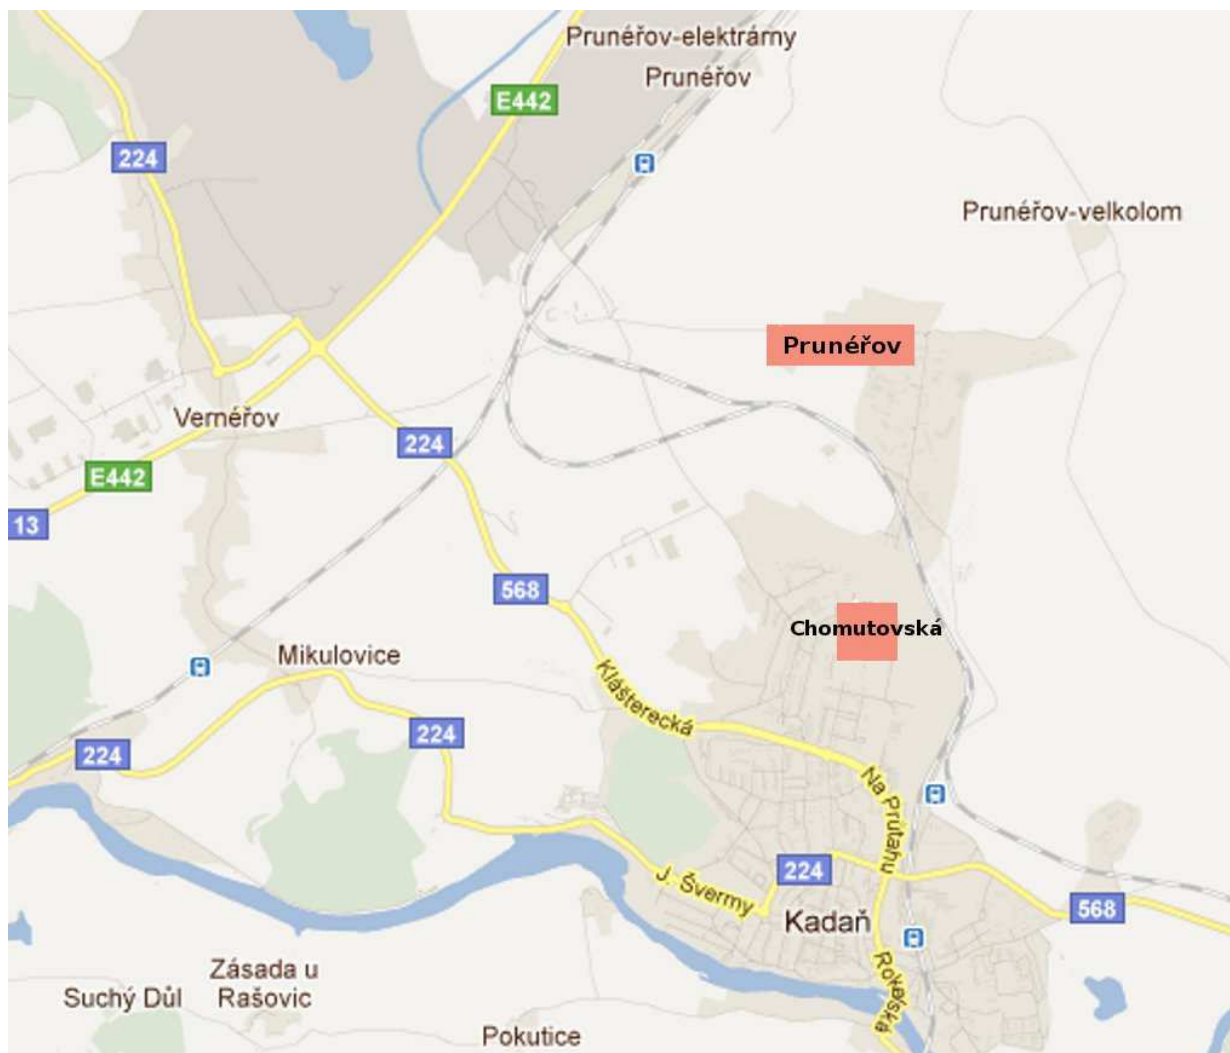 Prunéřov-elektrárny
Prunéřov
E442
224
Prunéřov-velkolom
Prunéřov
Vernéřov
224
E442
13
568
Chomutovská
Mikulovice
Klášterecká
224
224
Na Průtahu
J. Švermy
224
Kadaň
568
Rokelská
Zásada u
Rašovic
Suchý Důl
Pokutice